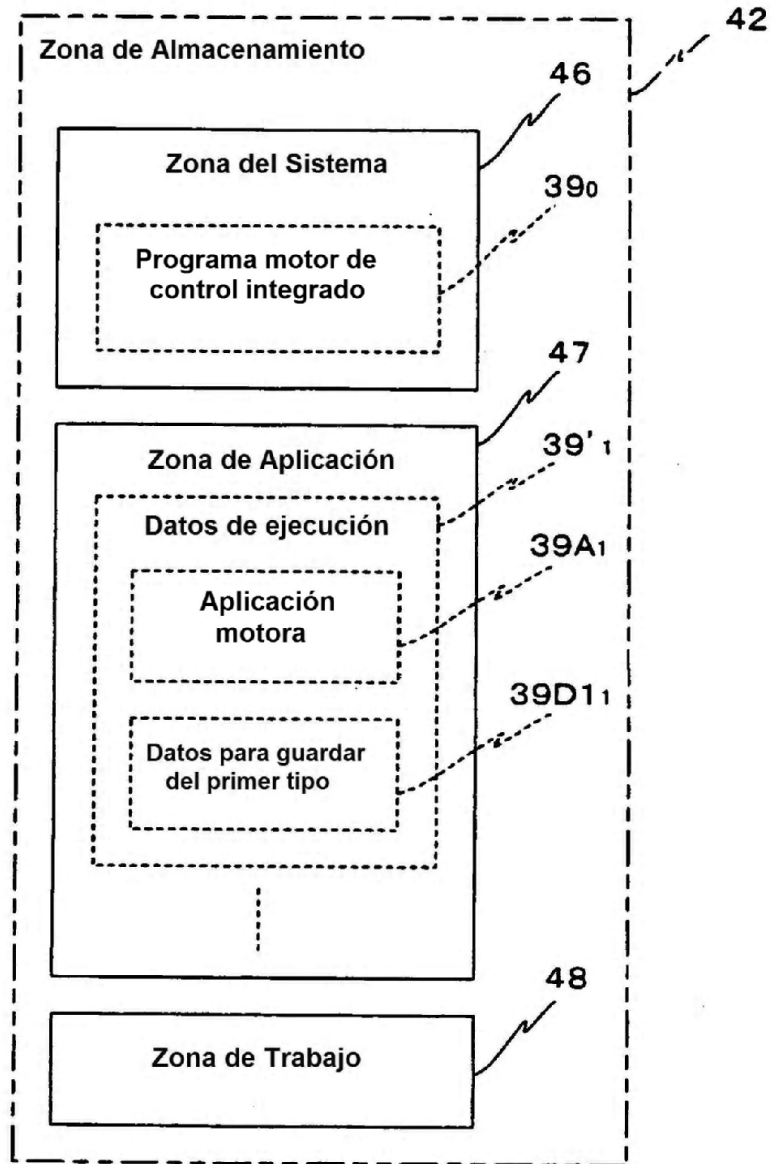 42
Zona de Almacenamiento
46
Zona del Sistema
39₀
Programa motor de
control integrado
47
Zona de Aplicación
39'₁
Datos de ejecución
39A₁
Aplicación
motora
39D1₁
Datos para guardar
del primer tipo
48
Zona de Trabajo